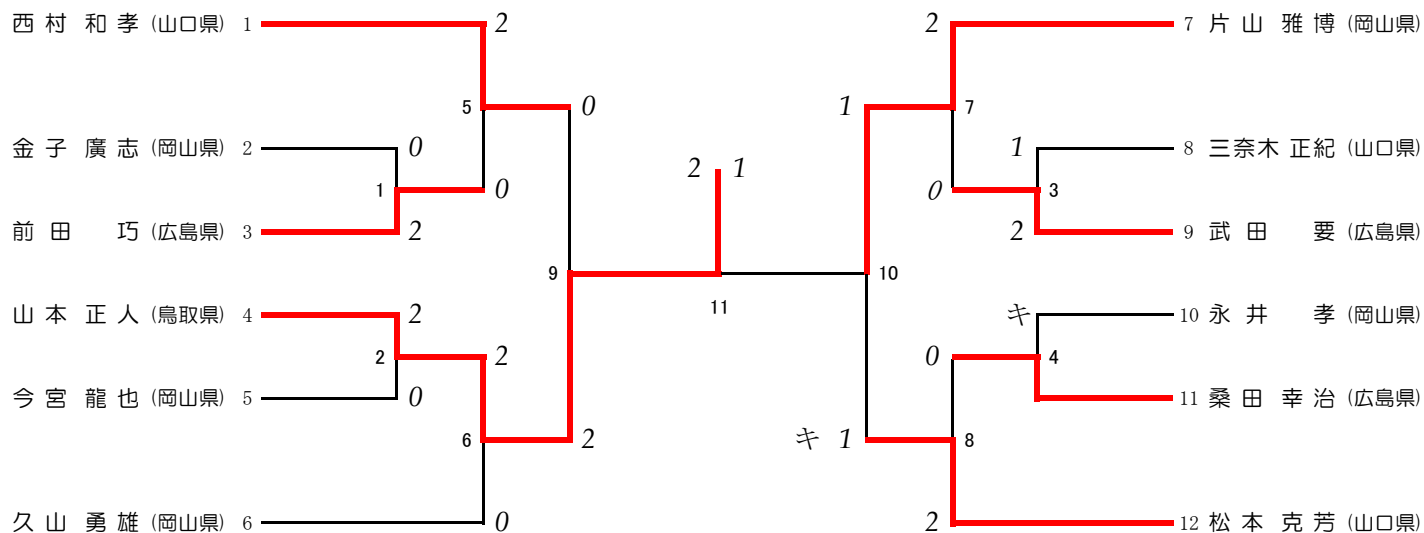 西村 和孝 (山口県) 1 2 2 7 片山 雅博 (岡山県)
5 0 1 7
金子 廣志 (岡山県) 2 0 1 8 三奈木 正紀 (山口県)
2 1
1 0 0 3
前田 巧 (広島県) 3 2 2 9 武田 要 (広島県)
9 10
11
山本 正人 (鳥取県) 4 2 キ 10 永井 孝 (岡山県)
2 2 0 4
今宮 龍也 (岡山県) 5 0 11 桑田 幸治 (広島県)
6 2 キ 1 8
久山 勇雄 (岡山県) 6 0 2 12 松本 克芳 (山口県)